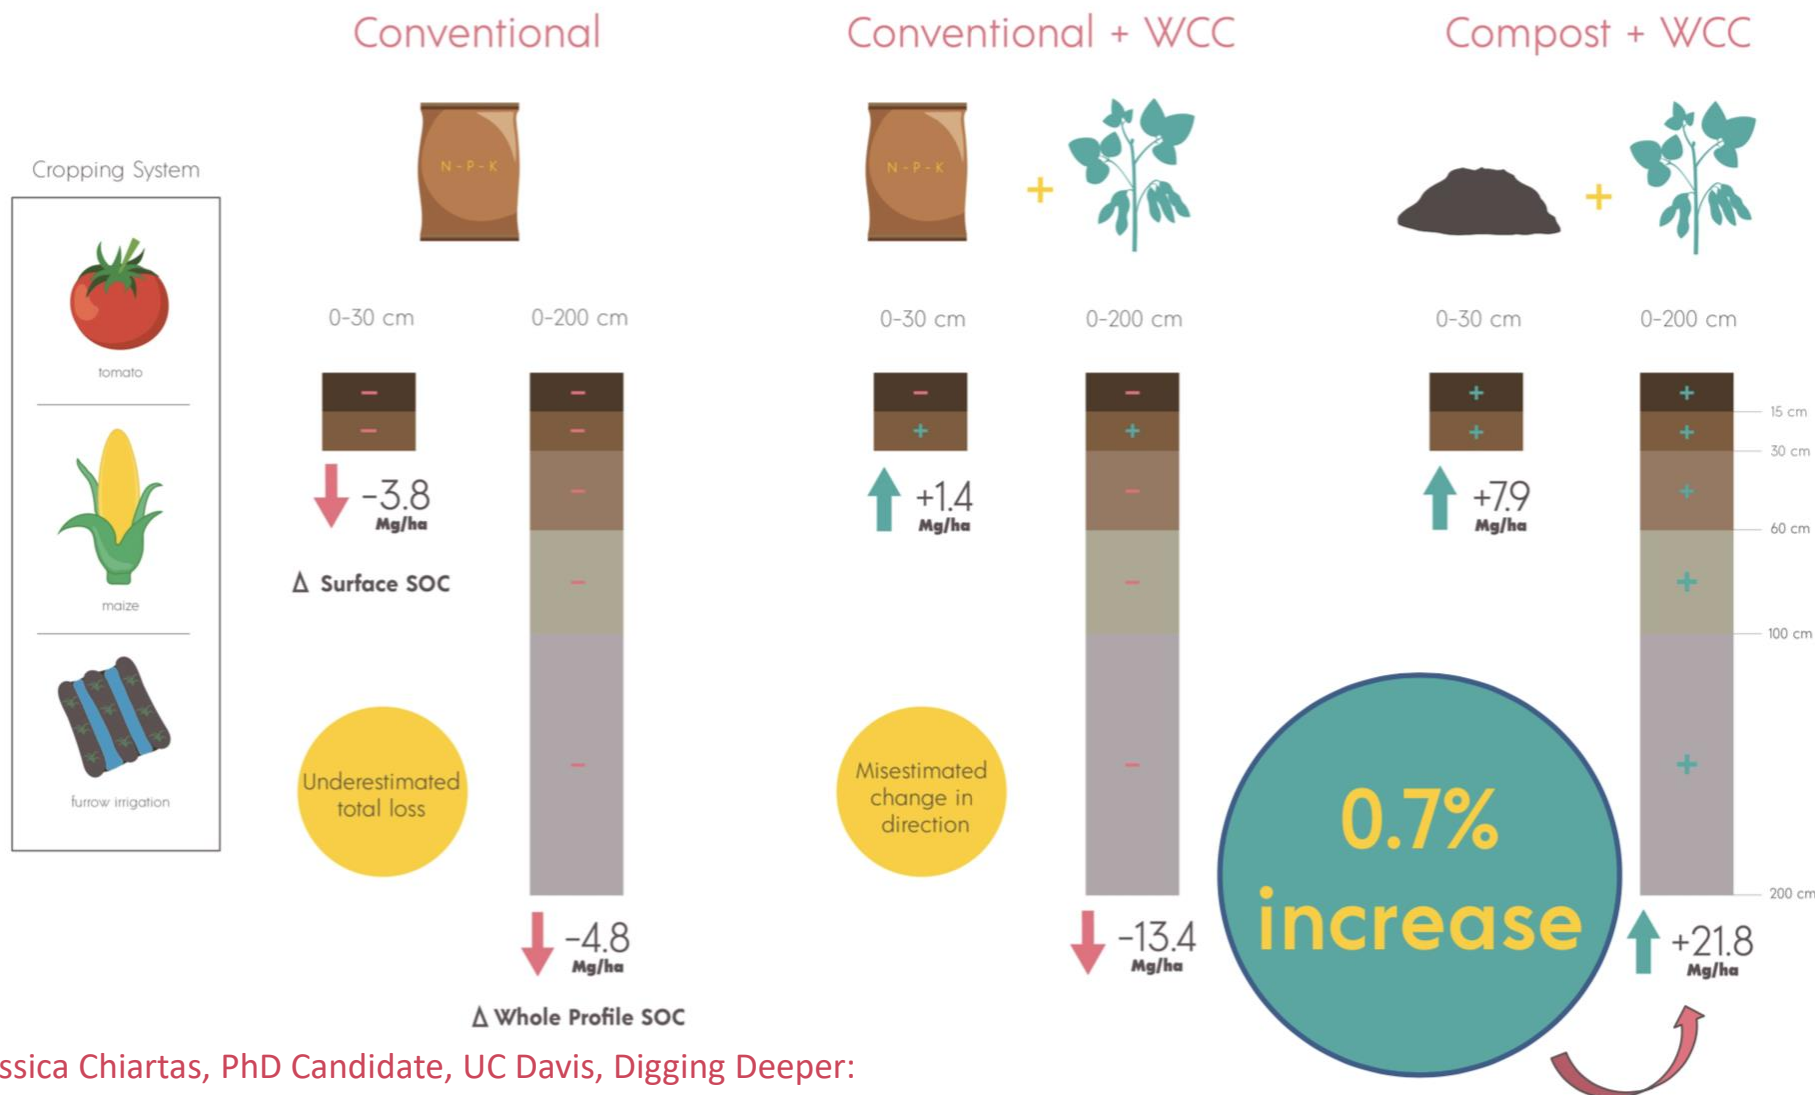 Conventional
Conventional + WCC
Compost + WCC
Cropping System
tomato
maize
furrow irrigation
N-P-K
N-P-K
+
+
0-30 cm
0-200 cm
0-30 cm
0-200 cm
0-30 cm
0-200 cm
15 cm
30 cm
60 cm
100 cm
200 cm
-3.8
Mg/ha
Δ Surface SOC
+1.4
Mg/ha
+7.9
Mg/ha
Underestimated
total loss
Misestimated
change in
direction
0.7%
increase
-4.8
Mg/ha
Δ Whole Profile SOC
-13.4
Mg/ha
+21.8
Mg/ha
ssica Chiartas, PhD Candidate, UC Davis, Digging Deeper: